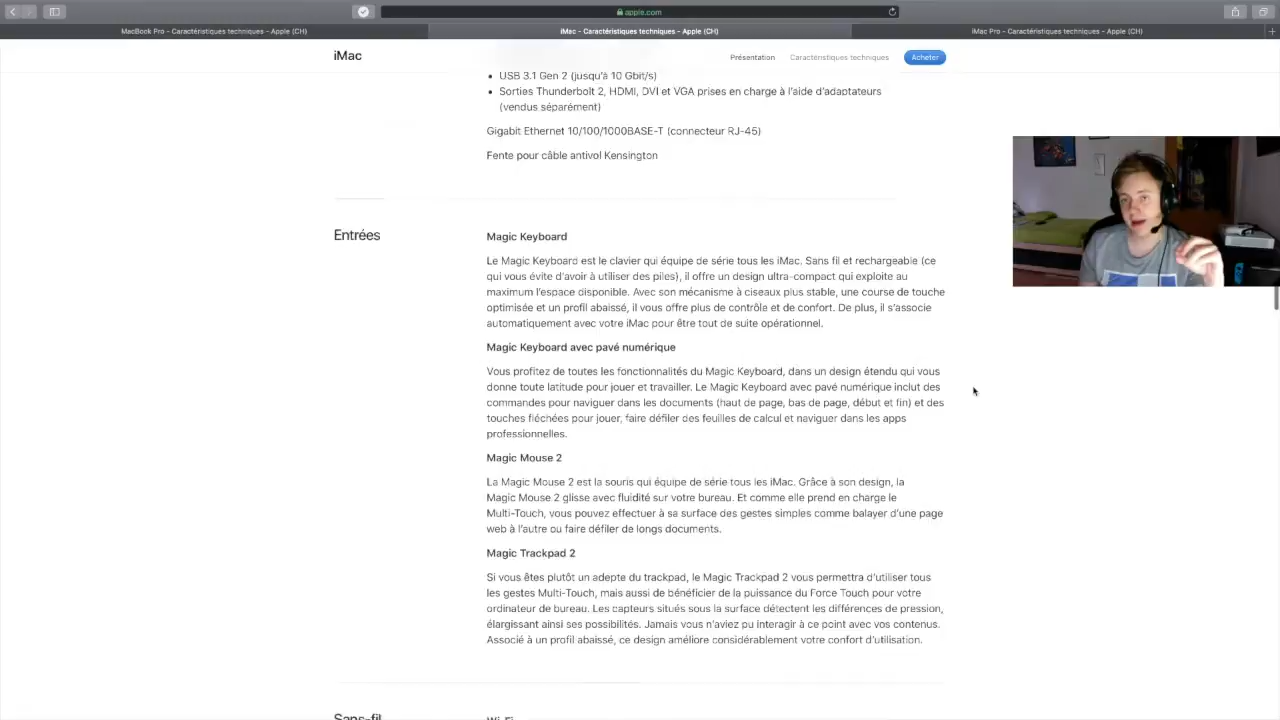 apple.com
MacBook Pro - Caractéristiques techniques - Apple (CH)
iMac - Caractéristiques techniques - Apple (CH)
iMac Pro - Caractéristiques techniques - Apple (CH)
iMac
Présentation
Caractéristiques techniques
Acheter
• USB 3.1 Gen 2 (jusqu'à 10 Gbit/s)
• Sorties Thunderbolt 2, HDMI, DVI et VGA prises en charge à l'aide d'adaptateurs
(vendus séparément)
Gigabit Ethernet 10/100/1000BASE-T (connecteur RJ-45)
Fente pour câble antivol Kensington
Entrées
Magic Keyboard
Le Magic Keyboard est le clavier qui équipe de série tous les iMac. Sans fil et rechargeable (ce
qui vous évite d'avoir à utiliser des piles), il offre un design ultra-compact qui exploite au
maximum l'espace disponible. Avec son mécanisme à ciseaux plus stable, une course de touche
optimisée et un profil abaissé, il vous offre plus de contrôle et de confort. De plus, il s'associe
automatiquement avec votre iMac pour être tout de suite opérationnel.
Magic Keyboard avec pavé numérique
Vous profitez de toutes les fonctionnalités du Magic Keyboard, dans un design étendu qui vous
donne toute latitude pour jouer et travailler. Le Magic Keyboard avec pavé numérique inclut des
commandes pour naviguer dans les documents (haut de page, bas de page, début et fin) et des
touches fléchées pour jouer, faire défiler des feuilles de calcul et naviguer dans les apps
professionnelles.
Magic Mouse 2
La Magic Mouse 2 est la souris qui équipe de série tous les iMac. Grâce à son design, la
Magic Mouse 2 glisse avec fluidité sur votre bureau. Et comme elle prend en charge le
Multi-Touch, vous pouvez effectuer à sa surface des gestes simples comme balayer d'une page
web à l'autre ou faire défiler de longs documents.
Magic Trackpad 2
Si vous êtes plutôt un adepte du trackpad, le Magic Trackpad 2 vous permettra d'utiliser tous
les gestes Multi-Touch, mais aussi de bénéficier de la puissance du Force Touch pour votre
ordinateur de bureau. Les capteurs situés sous la surface détectent les différences de pression,
élargissant ainsi ses possibilités. Jamais vous n'aviez pu interagir à ce point avec vos contenus.
Associé à un profil abaissé, ce design améliore considérablement votre confort d'utilisation.
Sans-fil
Wi-Fi